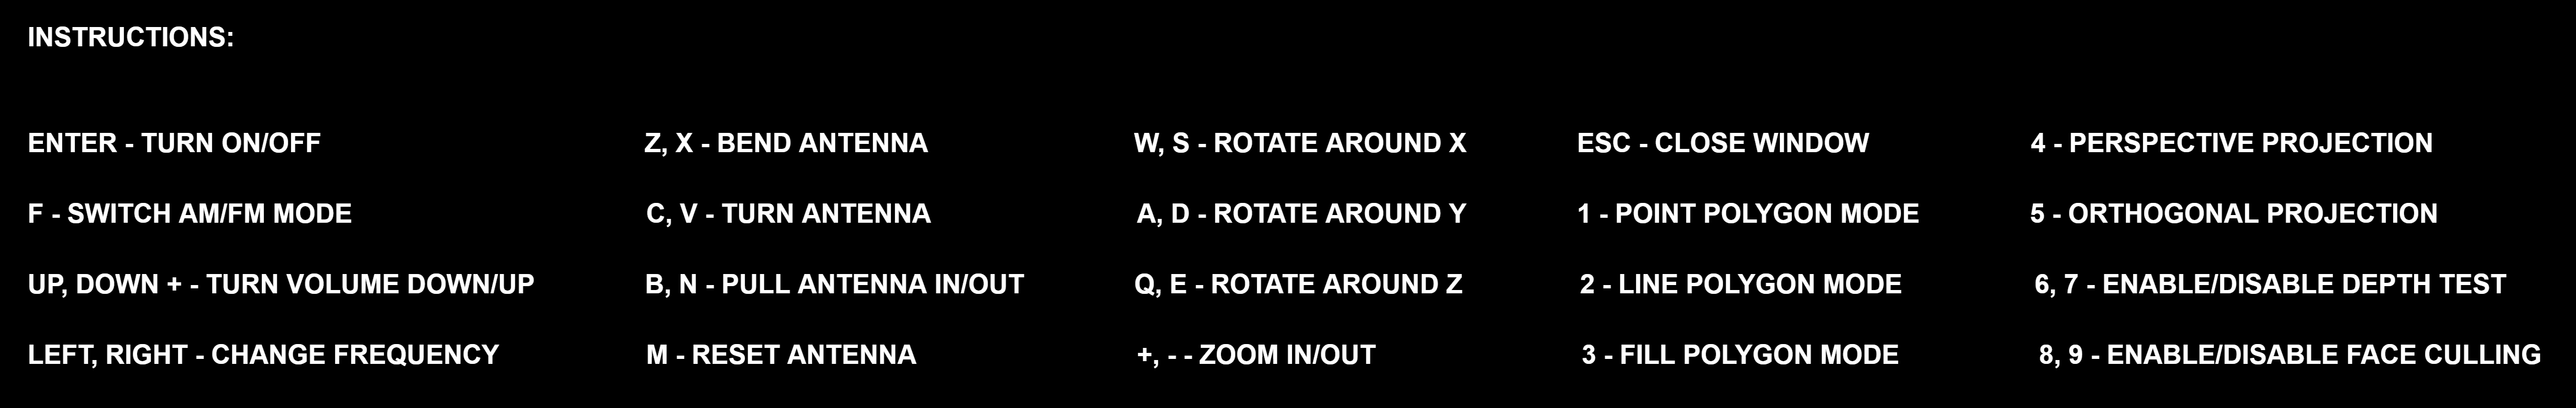 INSTRUCTIONS:
ENTER - TURN ON/OFF
F - SWITCH AM/FM MODE
UP, DOWN + - TURN VOLUME DOWN/UP
LEFT, RIGHT - CHANGE FREQUENCY
Z, X - BEND ANTENNA
C, V - TURN ANTENNA
B, N - PULL ANTENNA IN/OUT
M - RESET ANTENNA
W, S - ROTATE AROUND X
A, D - ROTATE AROUND Y
Q, E - ROTATE AROUND Z
+, - - ZOOM IN/OUT
ESC - CLOSE WINDOW
1 - POINT POLYGON MODE
2 - LINE POLYGON MODE
3 - FILL POLYGON MODE
4 - PERSPECTIVE PROJECTION
5 - ORTHOGONAL PROJECTION
6, 7 - ENABLE/DISABLE DEPTH TEST
8, 9 - ENABLE/DISABLE FACE CULLING